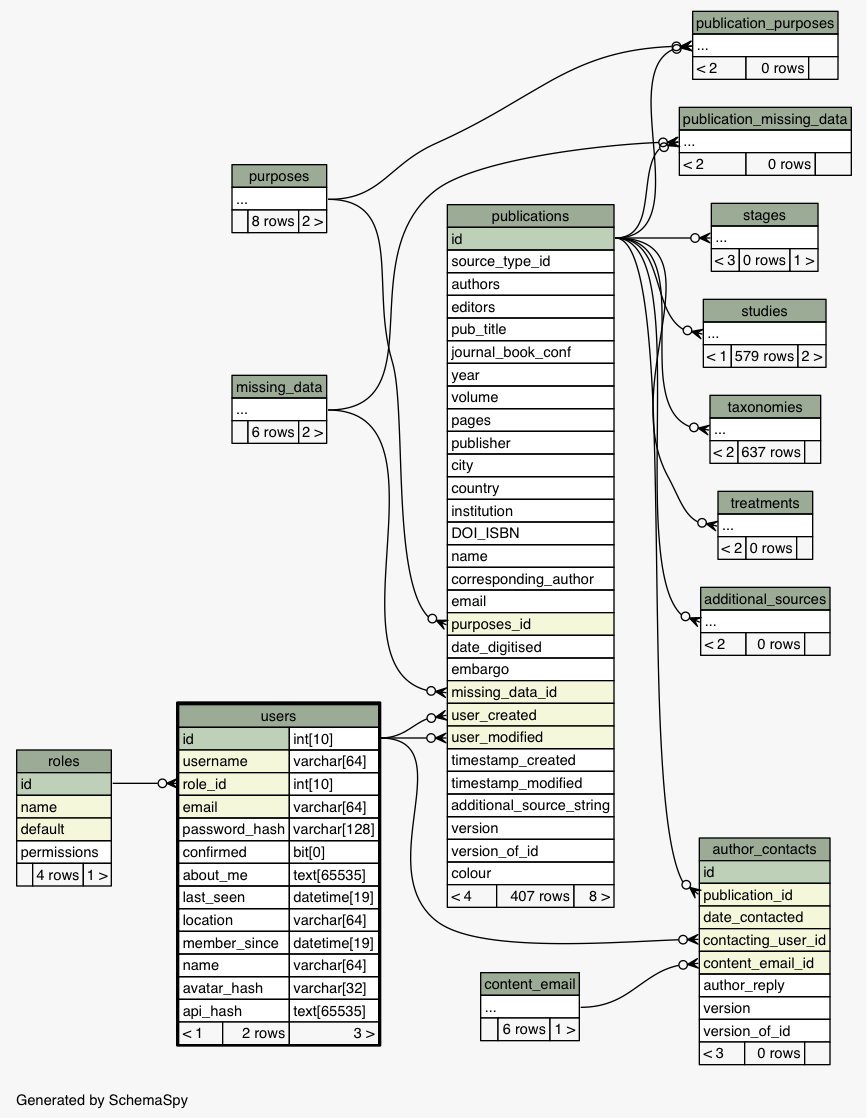 publication_purposes
...
< 2 0 rows
publication_missing_data
...
< 2 0 rows
purposes
...
8 rows 2 >
missing_data
...
6 rows 2 >
publications
id
source_type_id
authors
editors
pub_title
journal_book_conf
year
volume
pages
publisher
city
country
institution
DOI_ISBN
name
corresponding_author
email
purposes_id
date_digitised
embargo
missing_data_id
user_created
user_modified
timestamp_created
timestamp_modified
additional_source_string
version
version_of_id
colour
< 4 407 rows 8 >
stages
...
< 3 0 rows 1 >
studies
...
< 1 579 rows 2 >
taxonomies
...
< 2 637 rows
treatments
...
< 2 0 rows
additional_sources
...
< 2 0 rows
roles
id
name
default
permissions
4 rows 1 >
users
id int[10]
username varchar[64]
role_id int[10]
email varchar[64]
password_hash varchar[128]
confirmed bit[0]
about_me text[65535]
last_seen datetime[19]
location varchar[64]
member_since datetime[19]
name varchar[64]
avatar_hash varchar[32]
api_hash text[65535]
< 1 2 rows 3 >
content_email
...
6 rows 1 >
author_contacts
id
publication_id
date_contacted
contacting_user_id
content_email_id
author_reply
version
version_of_id
< 3 0 rows
Generated by SchemaSpy